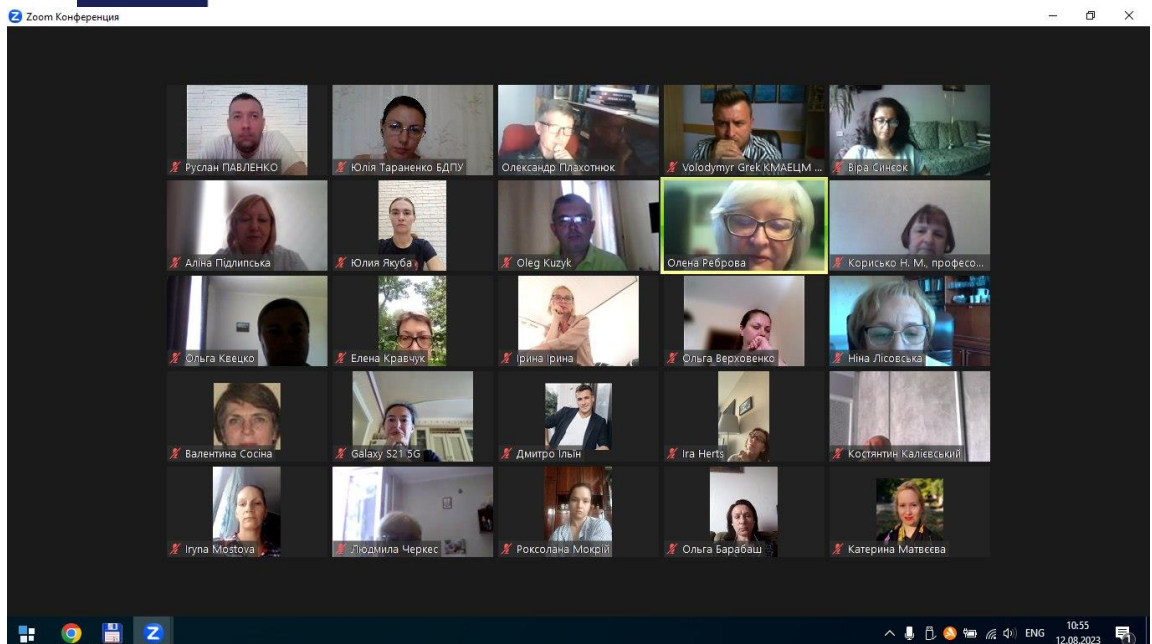 Zoom Конференция
Руслан ПАВЛЕНКО
Юлія Тараненко БДПУ
Олександр Плахотнюк
Volodymyr Grek КМАЕЦМ ...
Віра Синєок
Аліна Підлипська
Юлия Якуба
Oleg Kuzyk
Олена Реброва
Корисько Н. М., професо...
Ольга Квецко
Елена Кравчук
Ірина Ірина
Ольга Верховенко
Ніна Лісовська
Валентина Сосіна
Galaxy S21 5G
Дмитро Ільїн
Ira Herts
Костянтин Калієвський
Iryna Mostova
Людмила Черкес
Роксолана Мокрій
Ольга Барабаш
Катерина Матвєєва
ENG
10:55
12.08.2023